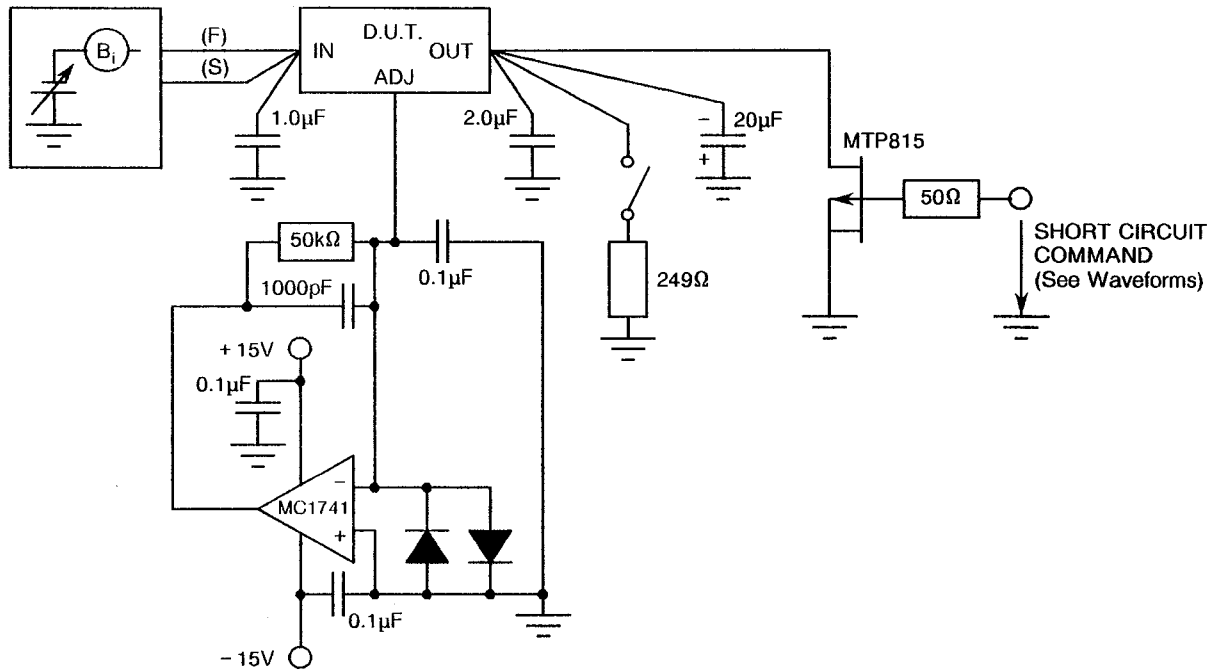 B i
(F)
(S)
IN
D.U.T.
OUT
ADJ
1.0µF
2.0µF
−
20µF
+
MTP815
50Ω
SHORT CIRCUIT
COMMAND
(See Waveforms)
50kΩ
0.1µF
1000pF
249Ω
+15V
0.1µF
MC1741
−
+
0.1µF
−15V